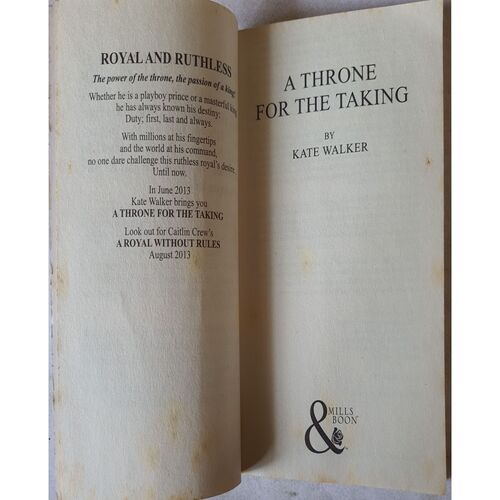 ROYAL AND RUTHLESS
The power of the throne, the passion of a king!
Whether he is a playboy prince or a masterful king
he has always known his destiny:
Duty; first, last and always.
With millions at his fingertips
and the world at his command,
no one dare challenge this ruthless royal's desire.
Until now.
In June 2013
Kate Walker brings you
A THRONE FOR THE TAKING
Look out for Caitlin Crew's
A ROYAL WITHOUT RULES
August 2013
A THRONE
FOR THE TAKING
BY
KATE WALKER
&
MILLS
BOON™